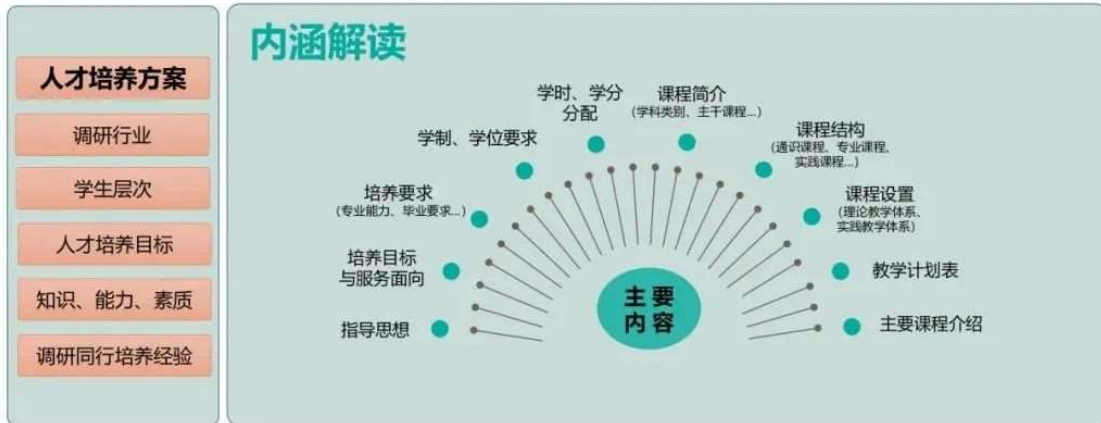 人才培养方案
调研行业
学生层次
人才培养目标
知识、能力、素质
调研同行培养经验
内涵解读
指导思想
培养目标
与服务面向
培养要求
（专业能力、毕业要求...）
学制、学位要求
学时、学分
分配
课程简介
（学科类别、主干课程...）
课程结构
（通识课程、专业课程、
实践课程...）
课程设置
（理论教学体系、
实践教学体系）
教学计划表
主要课程介绍
主要
内容